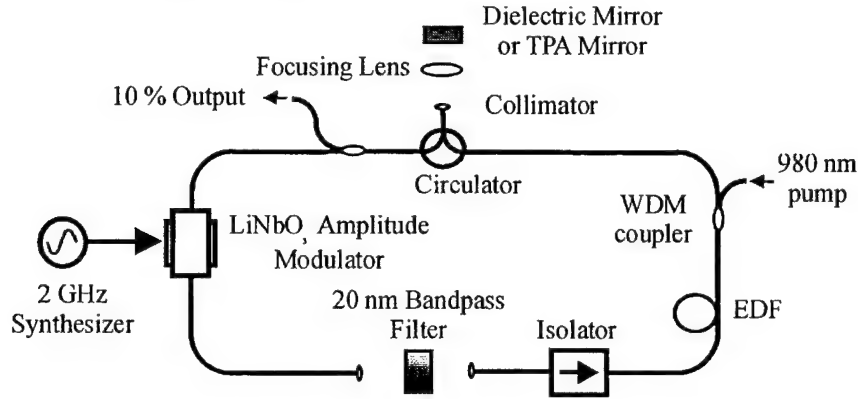 Dielectric Mirror
or TPA Mirror
Focusing Lens
10 % Output
Collimator
Circulator
980 nm
pump
WDM
coupler
LiNbO₃ Amplitude
Modulator
2 GHz
Synthesizer
20 nm Bandpass
Filter
Isolator
EDF